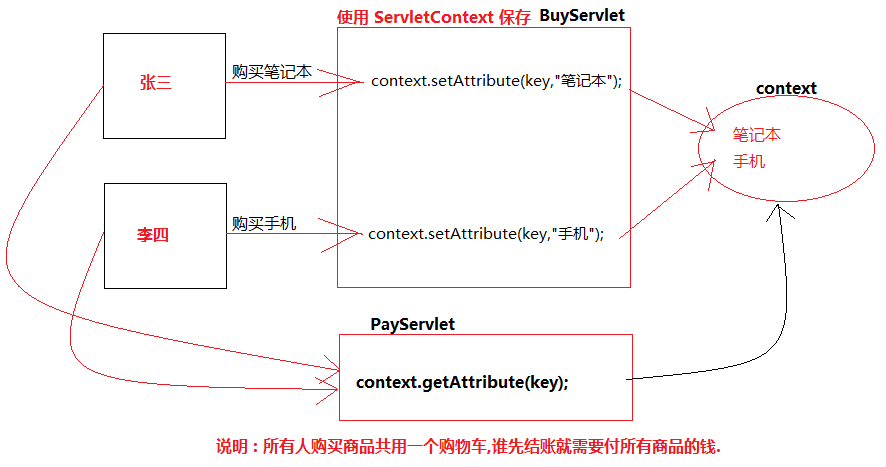 使用 ServletContext 保存 BuyServlet
张三
购买笔记本
context.setAttribute(key,"笔记本");
context
笔记本
手机
李四
购买手机
context.setAttribute(key,"手机");
PayServlet
context.getAttribute(key);
说明：所有人购买商品共用一个购物车,谁先结账就需要付所有商品的钱.